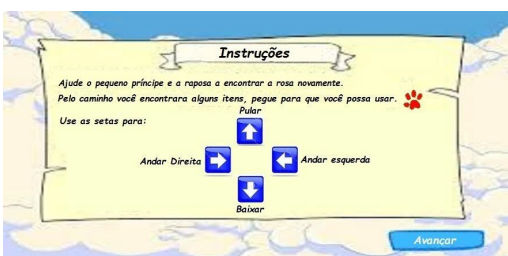 Instruções
Ajude o pequeno príncipe e a raposa a encontrar a rosa novamente.
Pelo caminho você encontrara alguns itens, pegue para que você possa usar.
Use as setas para:
Pular
Andar Direita
Andar esquerda
Baixar
Avançar